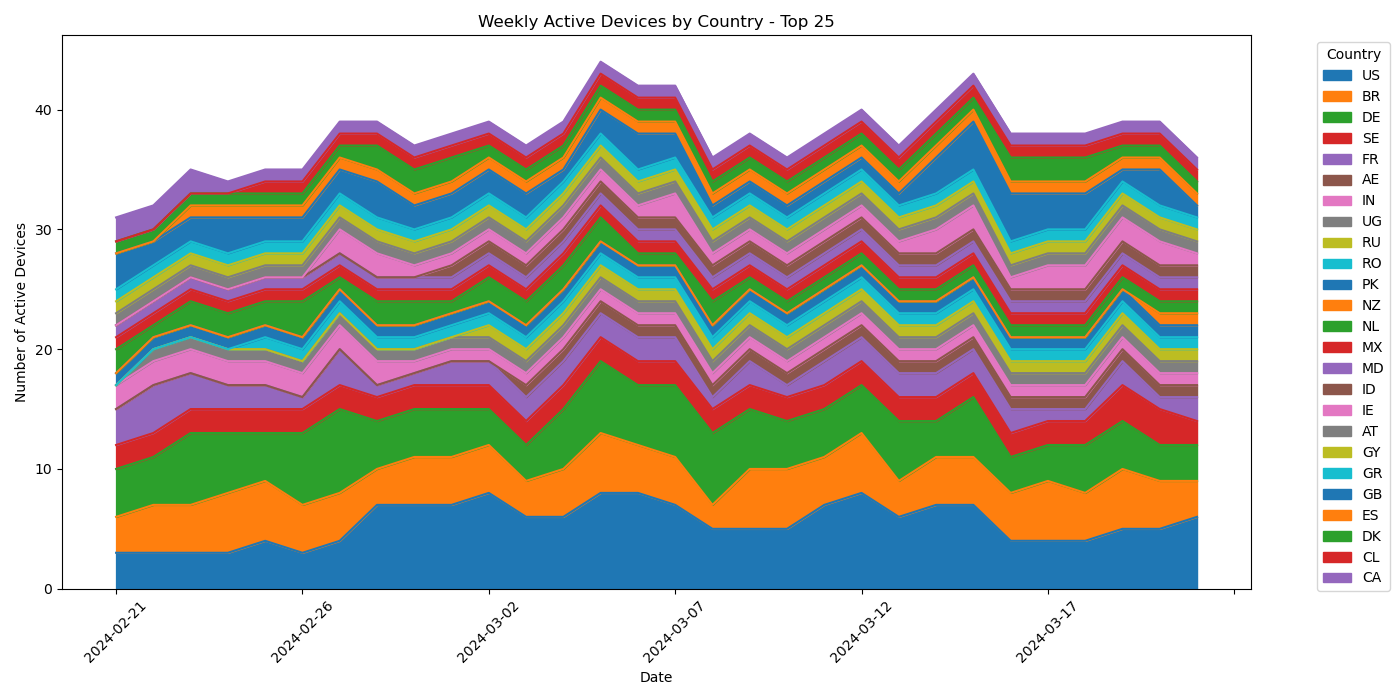 Weekly Active Devices by Country - Top 25
Number of Active Devices
40
30
20
10
0
2024-02-21
2024-02-26
2024-03-02
2024-03-07
2024-03-12
2024-03-17
Date
Country
US
BR
DE
SE
FR
AE
IN
UG
RU
RO
PK
NZ
NL
MX
MD
ID
IE
AT
GY
GR
GB
ES
DK
CL
CA